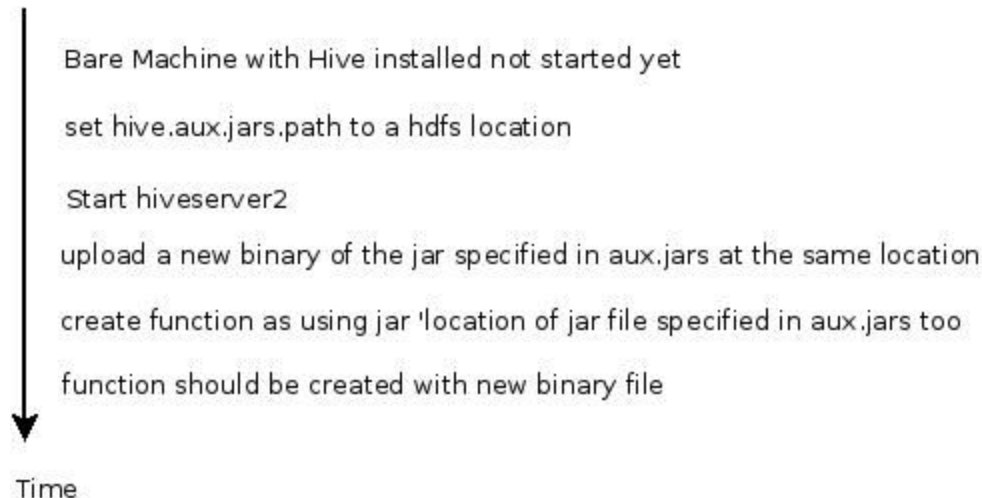 Bare Machine with Hive installed not started yet
set hive.aux.jars.path to a hdfs location
Start hiveserver2
upload a new binary of the jar specified in aux.jars at the same location
create function as using jar 'location of jar file specified in aux.jars too
function should be created with new binary file
Time